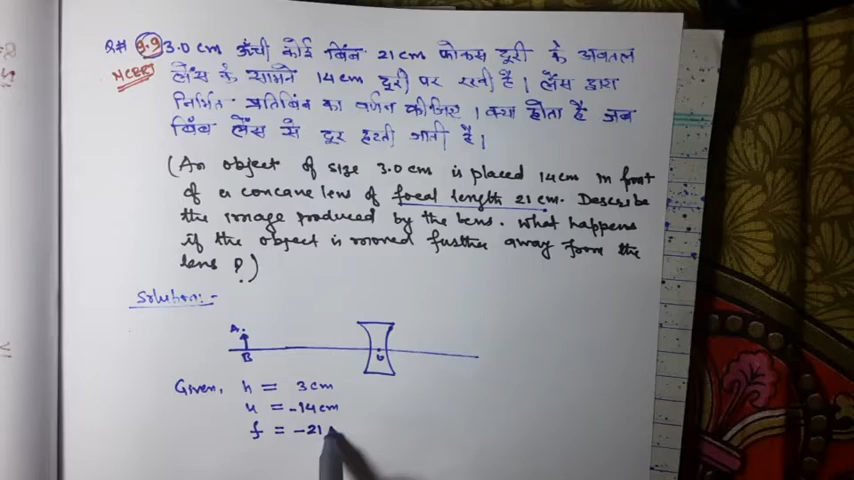 Q# 9.9 3.0 cm ऊँची कोई बिंब 21 cm फोकस दूरी के अवतल
NCERT लेंस के सामने 14 cm दूरी पर रखी है। लेंस द्वारा
निर्मित प्रतिबिंब का वर्णन कीजिए। क्या होता है जब
बिंब लेंस से दूर हटती जाती है।
(An object of size 3.0 cm is placed 14 cm in front
of a concave lens of focal length 21 cm. Describe
the image produced by the lens. What happens
if the object is moved further away from the
lens ?)
Solution:-
A
B
Given, h = 3 cm
u = -14 cm
f = -21